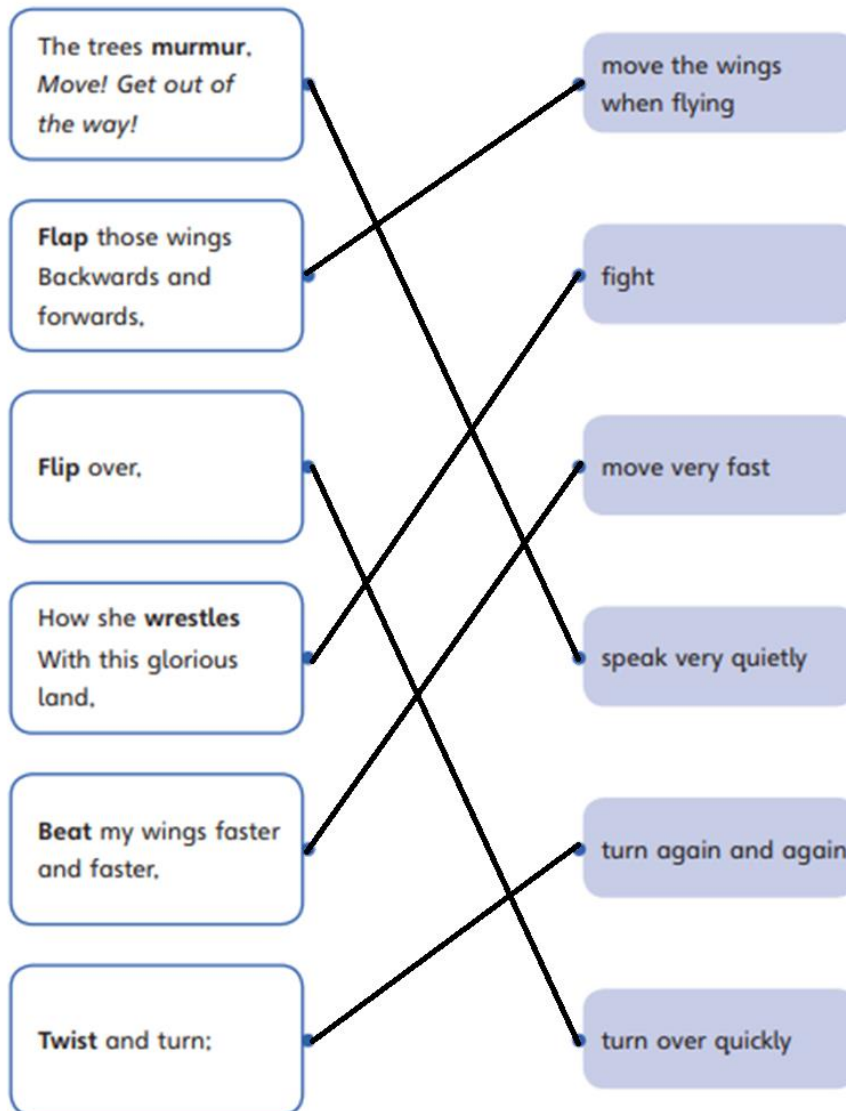 The trees murmur.
Move! Get out of
the way!
move the wings
when flying
Flap those wings
Backwards and
forwards.
fight
Flip over.
move very fast
How she wrestles
With this glorious
land.
speak very quietly
Beat my wings faster
and faster.
turn again and again
Twist and turn;
turn over quickly